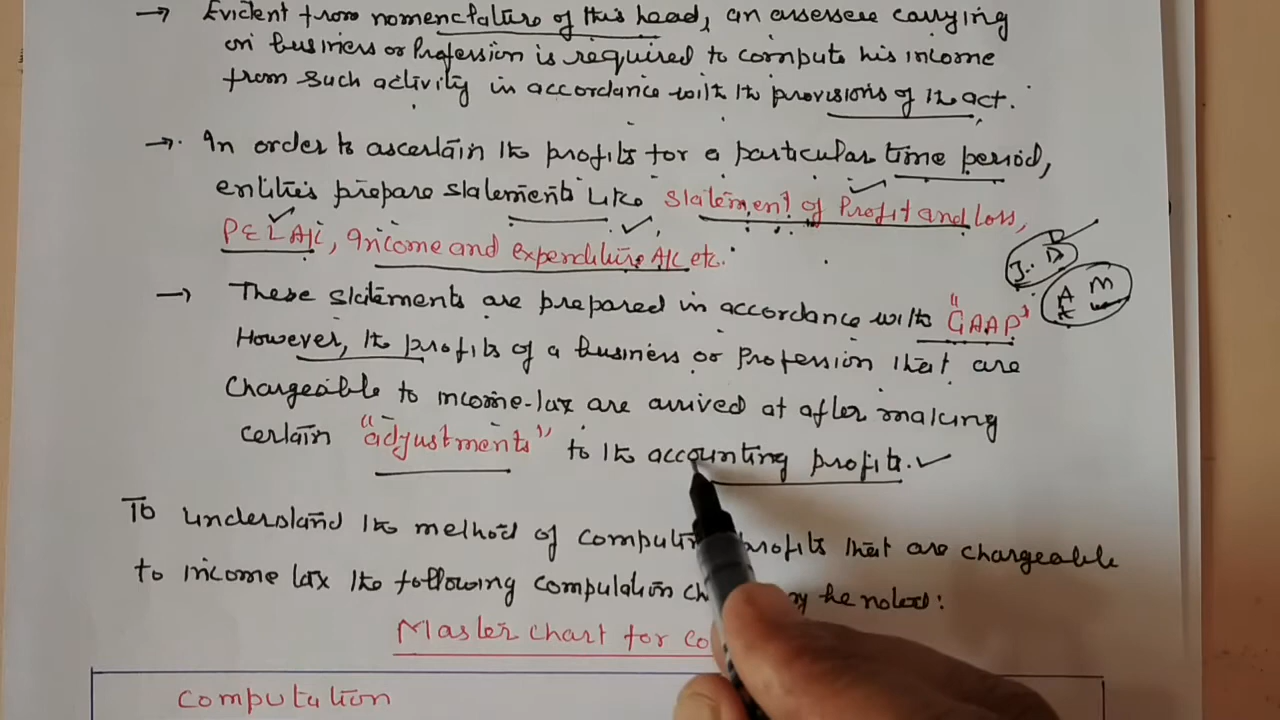 → Evident from nomenclature of this head, an assessee carrying
on business or Profession is required to compute his income
from such activity in accordance with the provisions of the act.
→ In order to ascertain the profits for a particular time period,
entities prepare statements like statement of Profit and loss,
P&L A/c, income and expenditure A/c etc.
→ These statements are prepared in accordance with "GAAP"
However, the profits of a business or Profession that are
chargeable to income-tax are arrived at after making
certain "adjustments" to the accounting profits.
To understand the method of profits that are chargeable
to income tax the following computation be noted:
Master chart for
computation